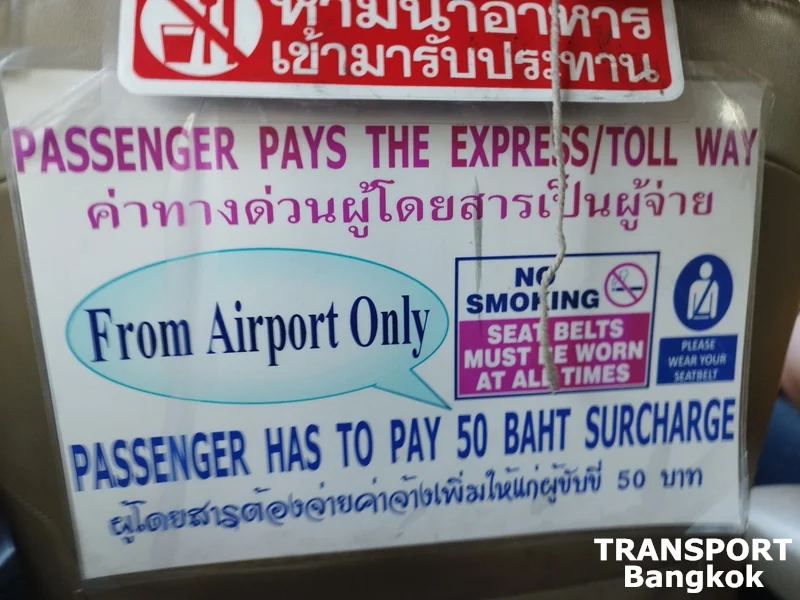 ห้ามนำอาหาร
เข้ามารับประทาน
PASSENGER PAYS THE EXPRESS/TOLL WAY
ค่าทางด่วนผู้โดยสารเป็นผู้จ่าย
From Airport Only
NO
SMOKING
SEAT BELTS
MUST BE WORN
AT ALL TIMES
PLEASE
WEAR YOUR
SEATBELT
PASSENGER HAS TO PAY 50 BAHT SURCHARGE
ผู้โดยสารต้องจ่ายค่าจ้างเพิ่มให้แก่ผู้ขับขี่ 50 บาท
TRANSPORT
Bangkok